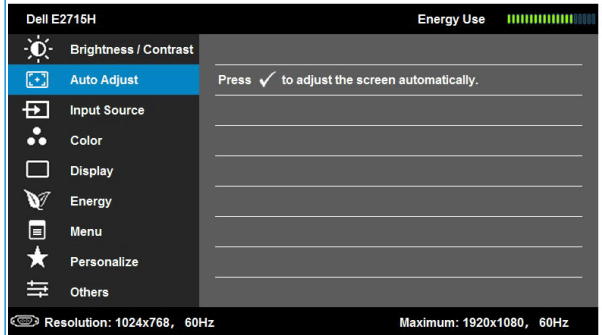 Dell E2715H Energy Use
Brightness / Contrast
Auto Adjust Press ✓ to adjust the screen automatically.
Input Source
Color
Display
Energy
Menu
Personalize
Others
Resolution: 1024x768, 60Hz Maximum: 1920x1080, 60Hz